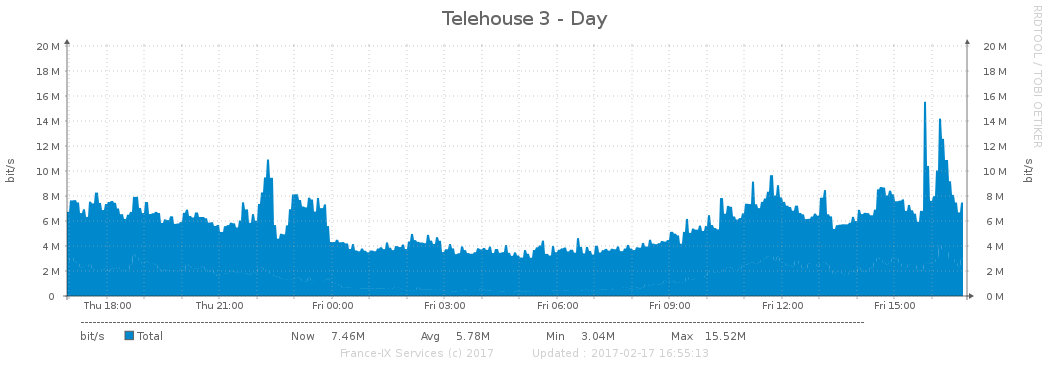 Telehouse 3 - Day
RRDTOOL / TOBI OETIKER
20 M 20 M
18 M 18 M
16 M 16 M
14 M 14 M
12 M 12 M
10 M 10 M
8 M 8 M
6 M 6 M
4 M 4 M
2 M 2 M
0 0 M
bit/s bit/s
Thu 18:00 Thu 21:00 Fri 00:00 Fri 03:00 Fri 06:00 Fri 09:00 Fri 12:00 Fri 15:00
bit/s Total Now 7.46M Avg 5.78M Min 3.04M Max 15.52M
France-IX Services (c) 2017 Updated : 2017-02-17 16:55:13